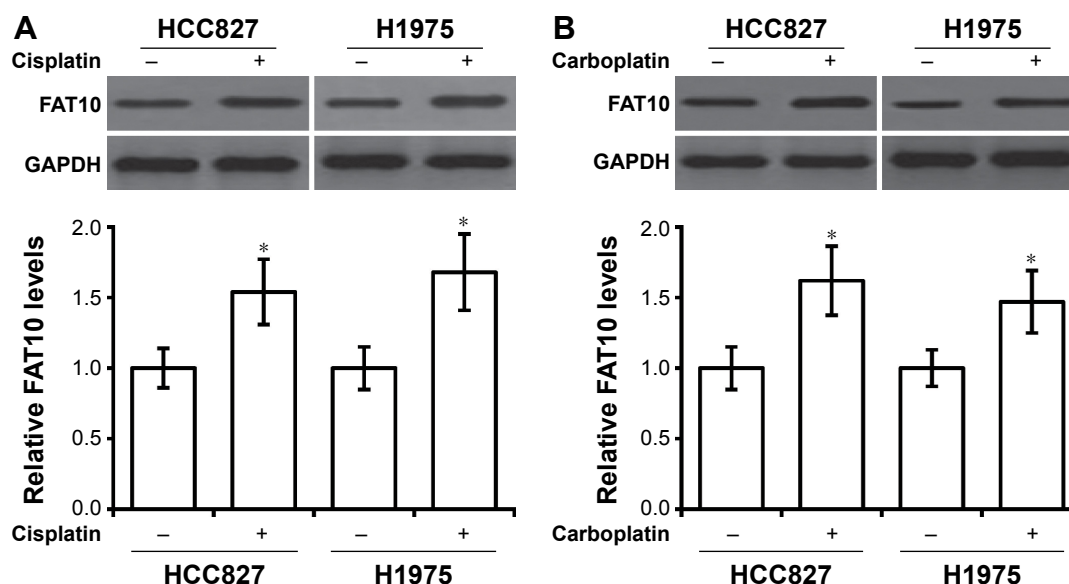 A
HCC827 H1975
Cisplatin – + – +
FAT10
GAPDH
Relative FAT10 levels
2.0
1.5
1.0
0.5
0.0
* *
Cisplatin – + – +
HCC827 H1975
B
HCC827 H1975
Carboplatin – + – +
FAT10
GAPDH
Relative FAT10 levels
2.0
1.5
1.0
0.5
0.0
* *
Carboplatin – + – +
HCC827 H1975